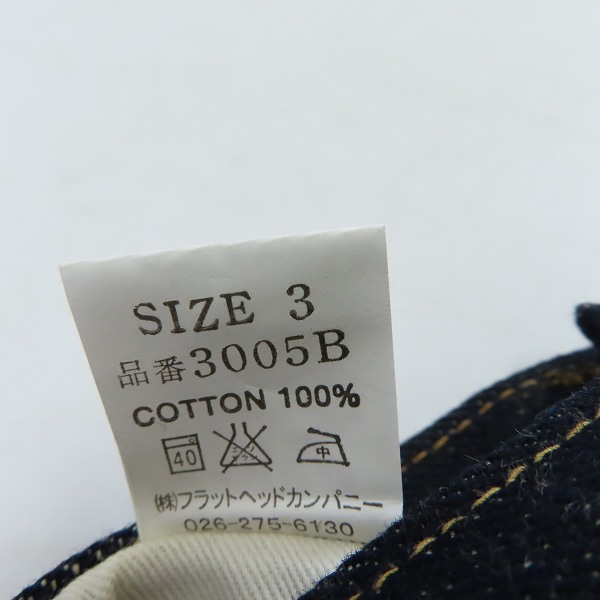 SIZE 3
品番3005B
COTTON 100%
40 中
(株)フラットヘッドカンパニー
026-275-6130